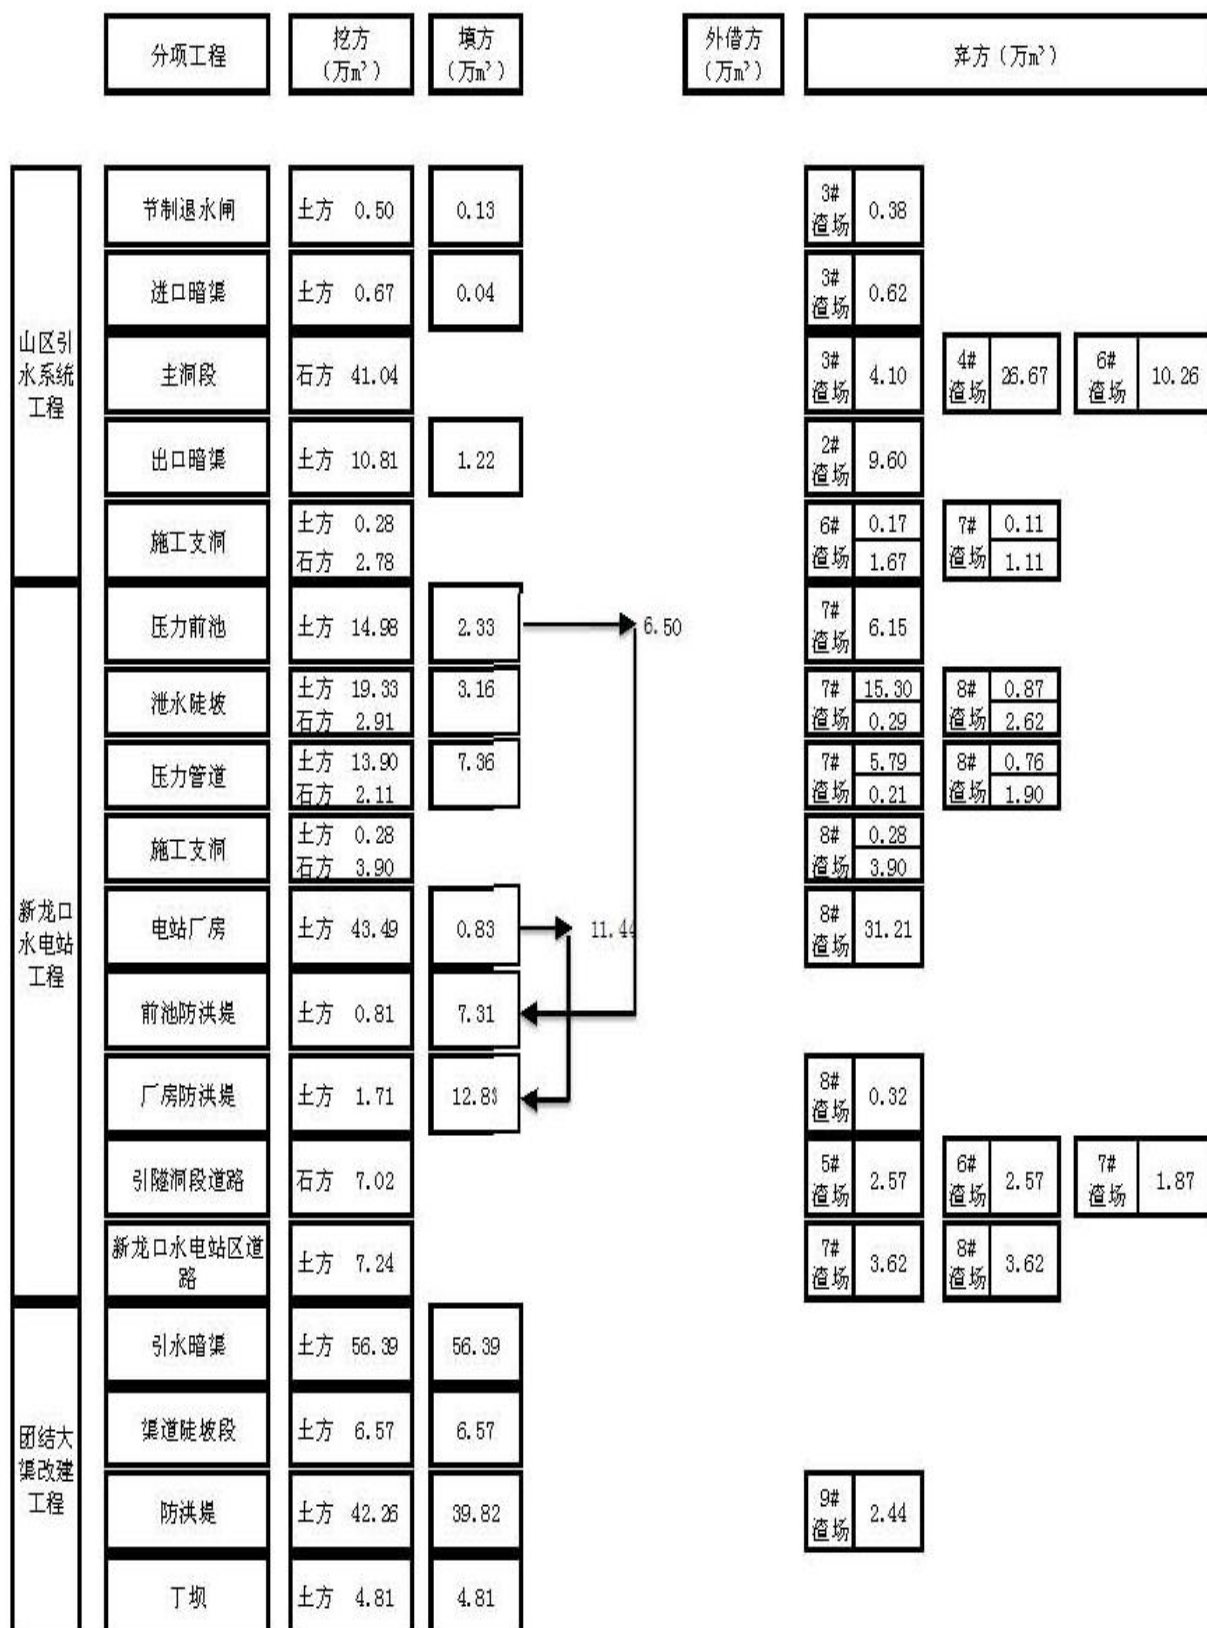 分项工程
挖方
（万m³）
填方
（万m³）
外借方
（万m³）
弃方（万m³）
山区引
水系统
工程
节制退水闸
土方 0.50
0.13
3#
渣场
0.38
进口暗渠
土方 0.67
0.04
3#
渣场
0.62
主洞段
石方 41.04
3#
渣场
4.10
4#
渣场
26.67
6#
渣场
10.26
出口暗渠
土方 10.81
1.22
2#
渣场
9.60
施工支洞
土方 0.28
石方 2.78
6#
渣场
0.17
1.67
7#
渣场
0.11
1.11
新龙口
水电站
工程
压力前池
土方 14.98
2.33
6.50
7#
渣场
6.15
泄水陡坡
土方 19.33
石方 2.91
3.16
7#
渣场
15.30
0.29
8#
渣场
0.87
2.62
压力管道
土方 13.90
石方 2.11
7.36
7#
渣场
5.79
0.21
8#
渣场
0.76
1.90
施工支洞
土方 0.28
石方 3.90
8#
渣场
0.28
3.90
电站厂房
土方 43.49
0.83
11.44
8#
渣场
31.21
前池防洪堤
土方 0.81
7.31
厂房防洪堤
土方 1.71
12.83
8#
渣场
0.32
引隧洞段道路
石方 7.02
5#
渣场
2.57
6#
渣场
2.57
7#
渣场
1.87
新龙口水电站区道
路
土方 7.24
7#
渣场
3.62
8#
渣场
3.62
团结大
渠改建
工程
引水暗渠
土方 56.39
56.39
渠道陡坡段
土方 6.57
6.57
防洪堤
土方 42.26
39.82
9#
渣场
2.44
丁坝
土方 4.81
4.81